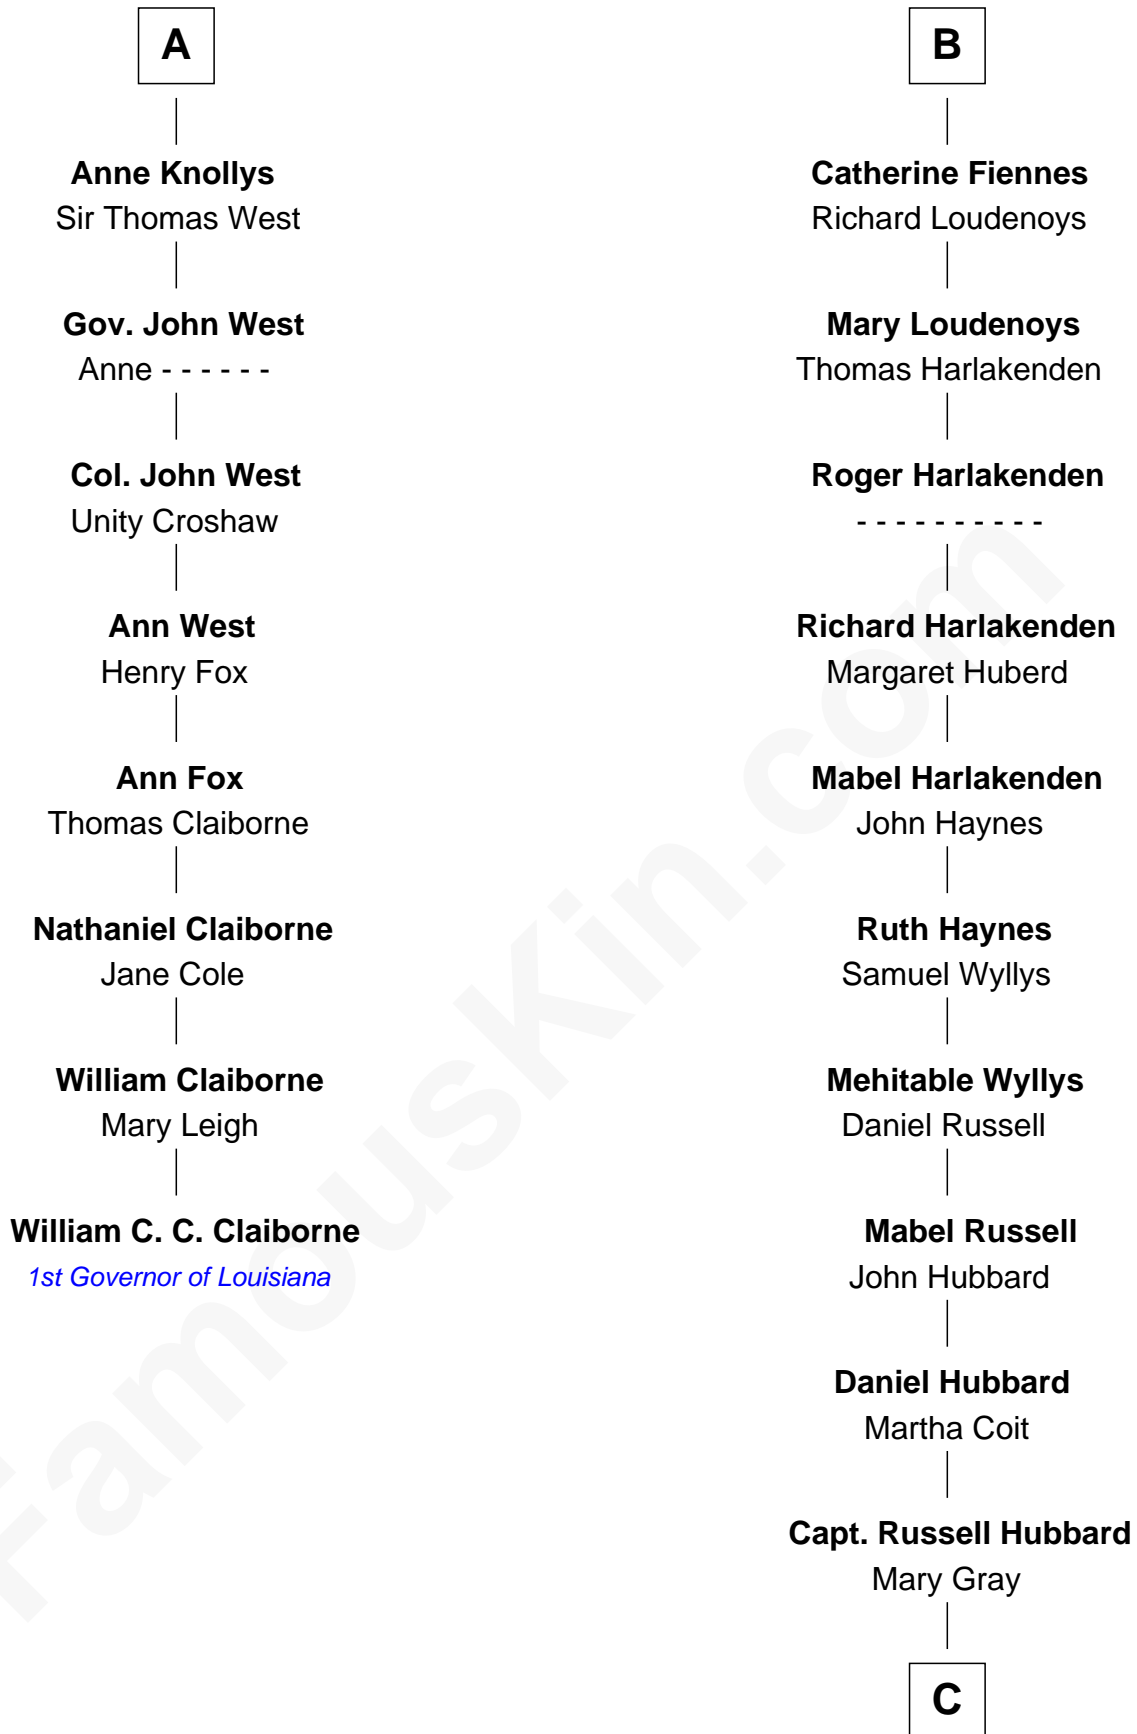 A
Anne Knollys
Sir Thomas West
Gov. John West
Anne - - - - - -
Col. John West
Unity Croshaw
Ann West
Henry Fox
Ann Fox
Thomas Claiborne
Nathaniel Claiborne
Jane Cole
William Claiborne
Mary Leigh
William C. C. Claiborne
1st Governor of Louisiana
B
Catherine Fiennes
Richard Loudenoys
Mary Loudenoys
Thomas Harlakenden
Roger Harlakenden
- - - - - - - - - -
Richard Harlakenden
Margaret Huberd
Mabel Harlakenden
John Haynes
Ruth Haynes
Samuel Wyllys
Mehitable Wyllys
Daniel Russell
Mabel Russell
John Hubbard
Daniel Hubbard
Martha Coit
Capt. Russell Hubbard
Mary Gray
C
FamousKin.com